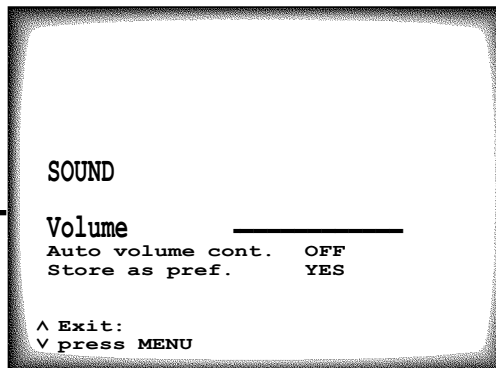 SOUND
Volume
Auto volume cont. OFF
Store as pref. YES
∧ Exit:
∨ press MENU